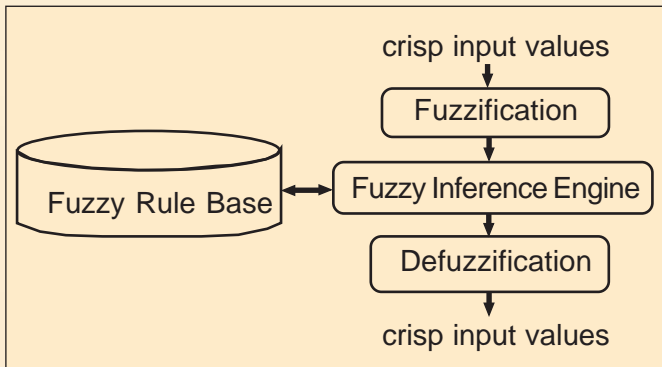 crisp input values
Fuzzification
Fuzzy Rule Base
Fuzzy Inference Engine
Defuzzification
crisp input values